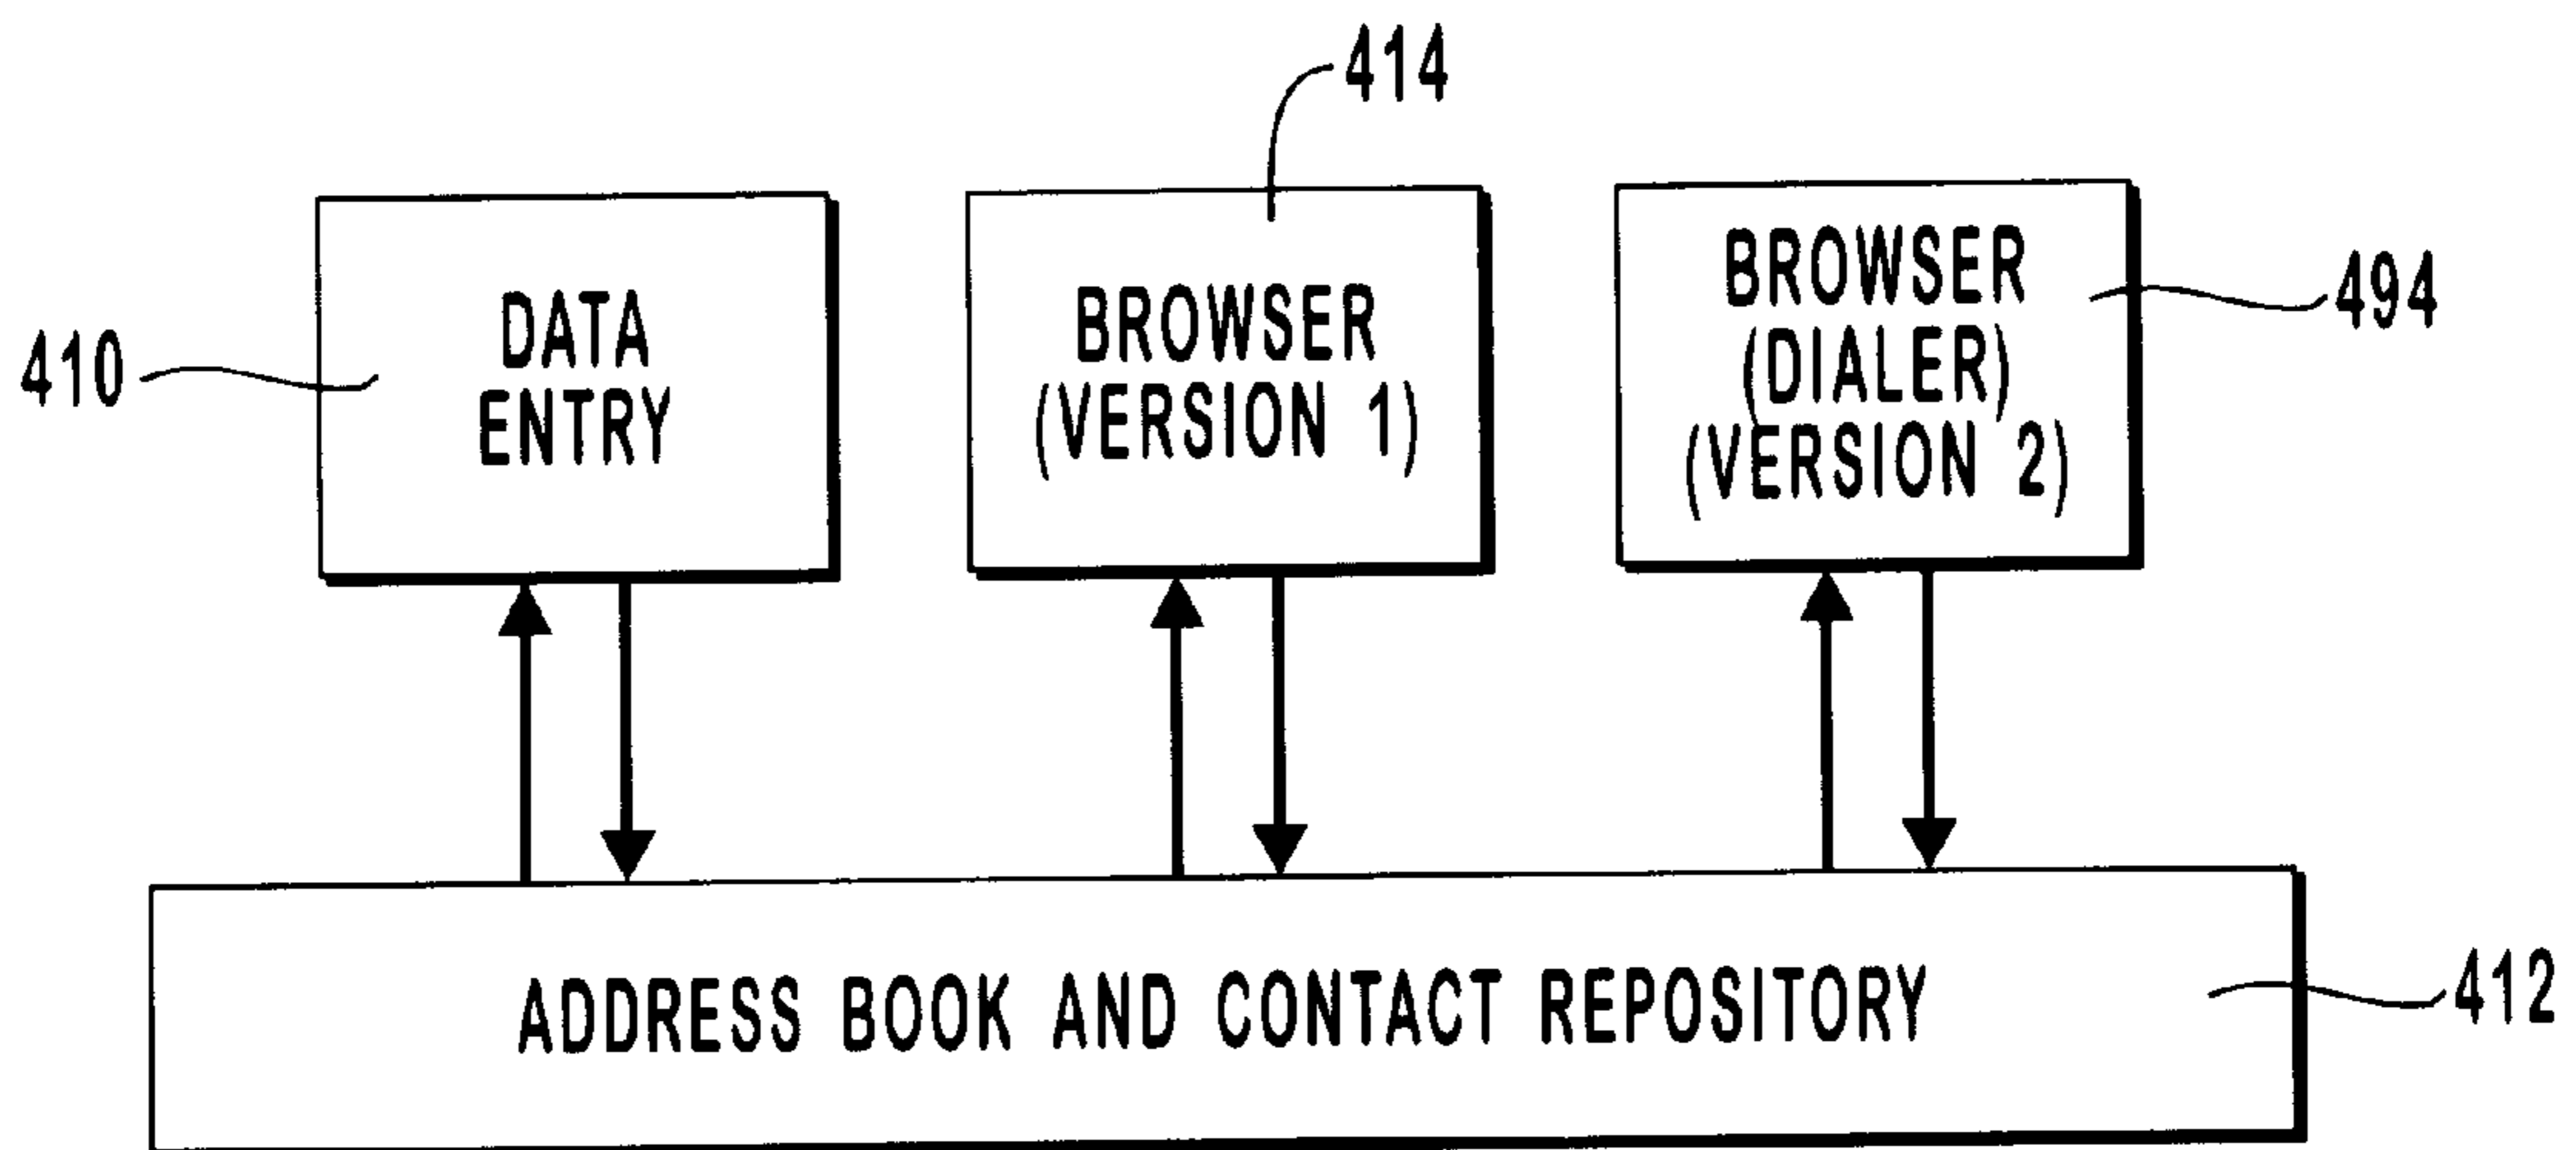 414
DATA
ENTRY
410
BROWSER
(VERSION 1)
BROWSER
(DIALER)
(VERSION 2)
494
ADDRESS BOOK AND CONTACT REPOSITORY
412